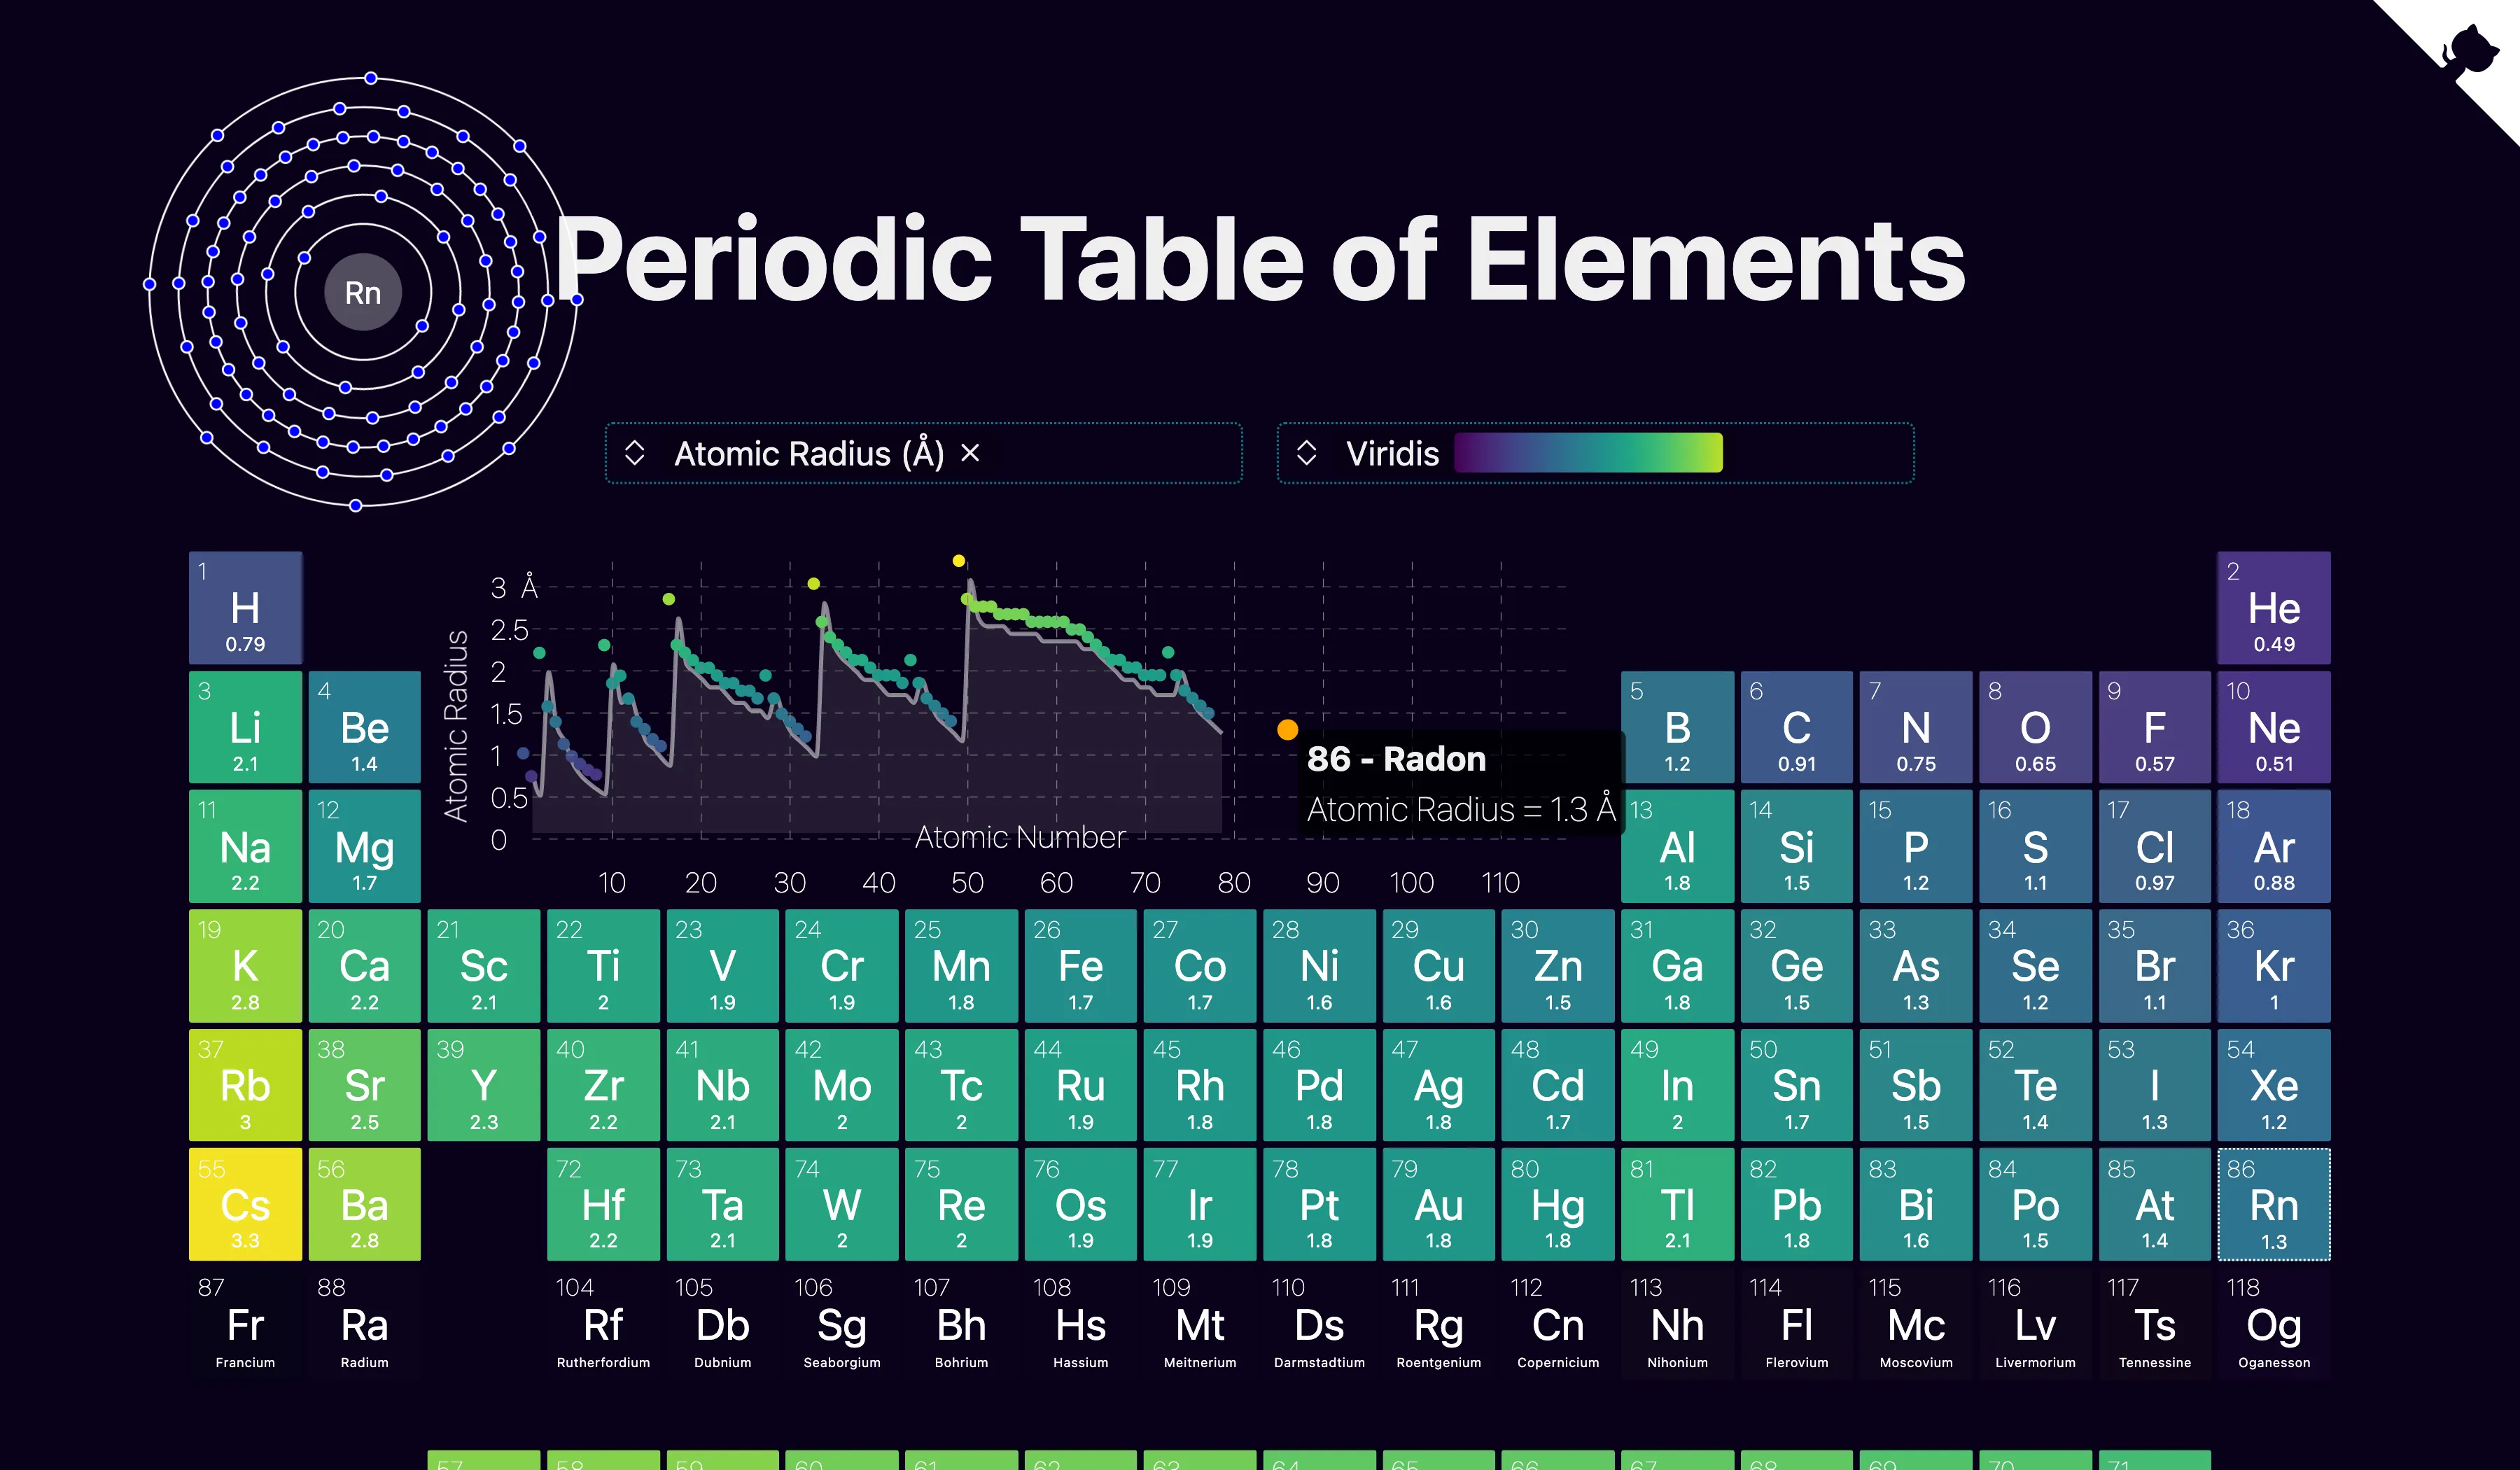 Rn
Periodic Table of Elements
Atomic Radius (Å) ×
Viridis
3 Å
2.5
2
1.5
1
0.5
0
Atomic Radius
Atomic Number
10 20 30 40 50 60 70 80 90 100 110
86 - Radon
Atomic Radius = 1.3 Å
1 2
H He
0.79 0.49
3 4 5 6 7 8 9 10
Li Be B C N O F Ne
2.1 1.4 1.2 0.91 0.75 0.65 0.57 0.51
11 12 13 14 15 16 17 18
Na Mg Al Si P S Cl Ar
2.2 1.7 1.8 1.5 1.2 1.1 0.97 0.88
19 20 21 22 23 24 25 26 27 28 29 30 31 32 33 34 35 36
K Ca Sc Ti V Cr Mn Fe Co Ni Cu Zn Ga Ge As Se Br Kr
2.8 2.2 2.1 2 1.9 1.9 1.8 1.7 1.7 1.6 1.6 1.5 1.8 1.5 1.3 1.2 1.1 1
37 38 39 40 41 42 43 44 45 46 47 48 49 50 51 52 53 54
Rb Sr Y Zr Nb Mo Tc Ru Rh Pd Ag Cd In Sn Sb Te I Xe
3 2.5 2.3 2.2 2.1 2 2 1.9 1.8 1.8 1.8 1.7 2 1.7 1.5 1.4 1.3 1.2
55 56 72 73 74 75 76 77 78 79 80 81 82 83 84 85 86
Cs Ba Hf Ta W Re Os Ir Pt Au Hg Tl Pb Bi Po At Rn
3.3 2.8 2.2 2.1 2 2 1.9 1.9 1.8 1.8 1.8 2.1 1.8 1.6 1.5 1.4 1.3
87 88 104 105 106 107 108 109 110 111 112 113 114 115 116 117 118
Fr Ra Rf Db Sg Bh Hs Mt Ds Rg Cn Nh Fl Mc Lv Ts Og
Francium Radium Rutherfordium Dubnium Seaborgium Bohrium Hassium Meitnerium Darmstadtium Roentgenium Copernicium Nihonium Flerovium Moscovium Livermorium Tennessine Oganesson
57 58 59 60 61 62 63 64 65 66 67 68 69 70 71